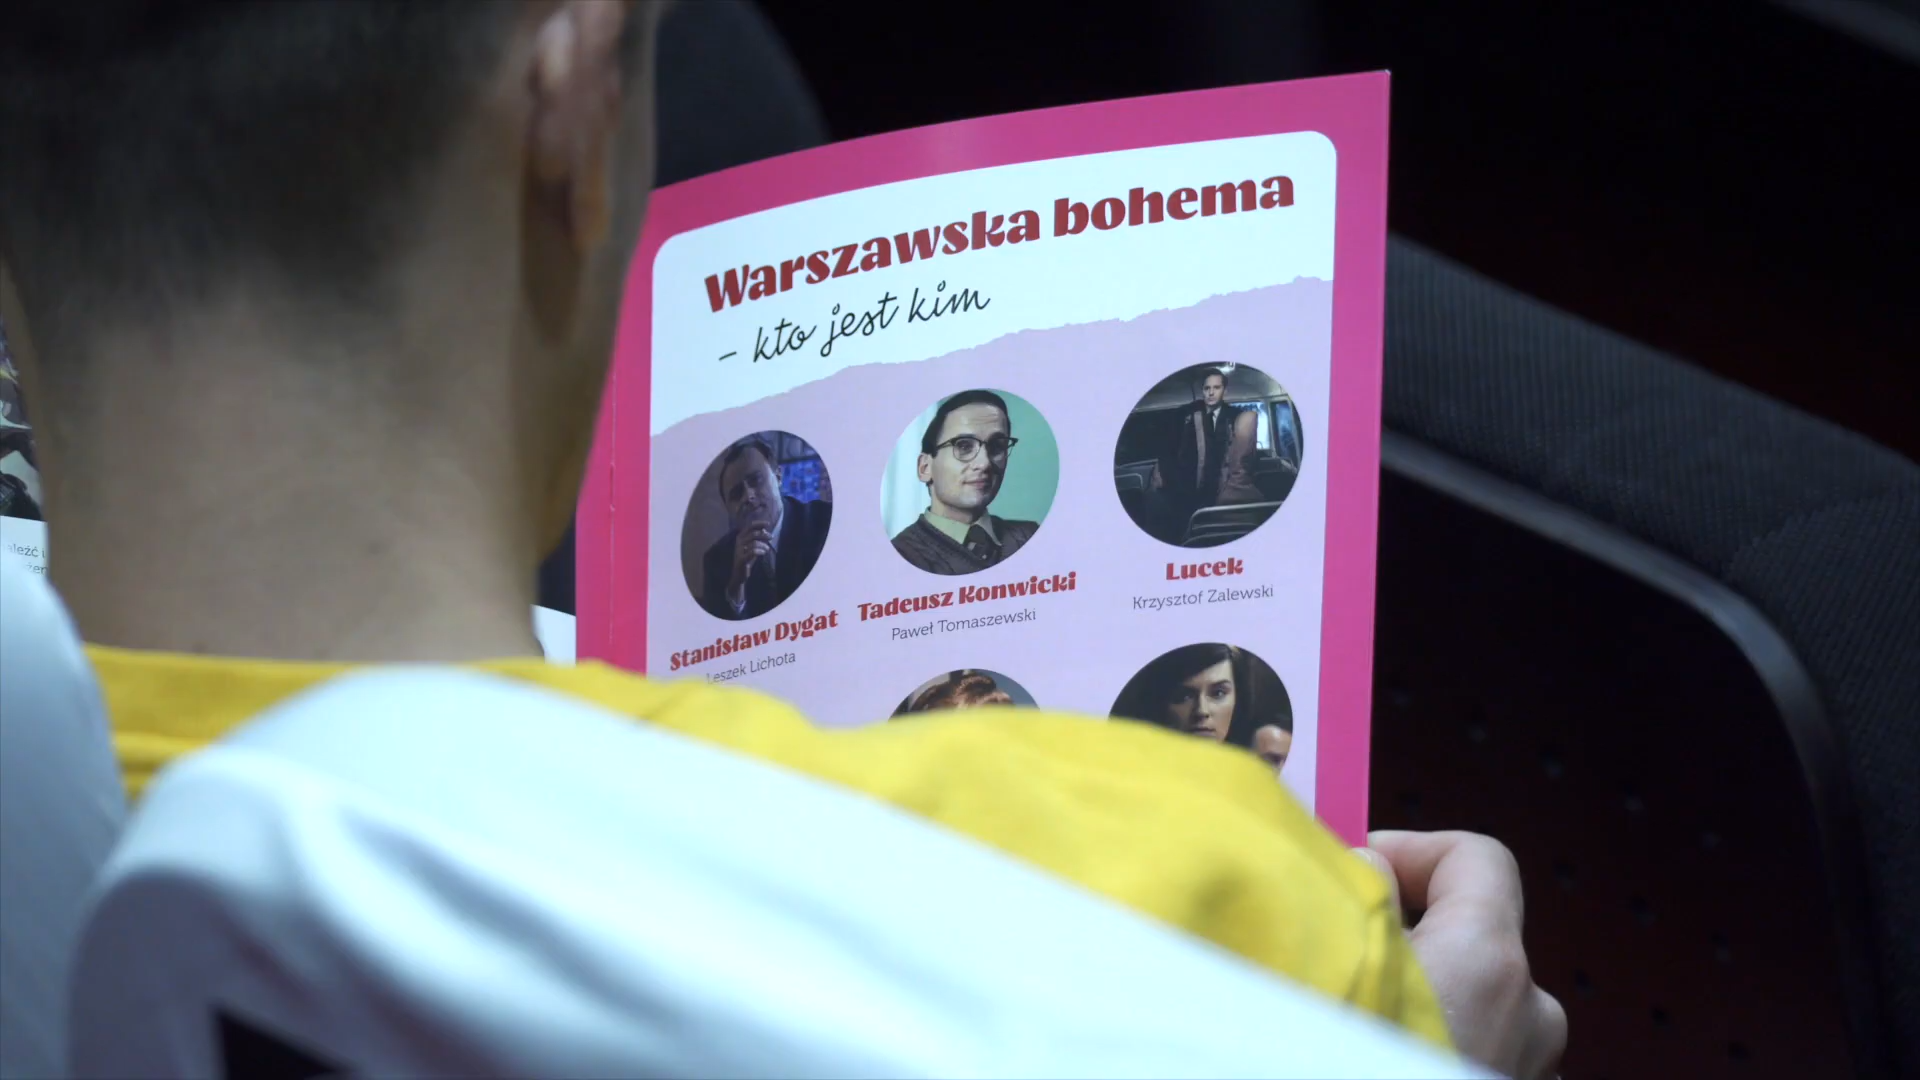 Warszawska bohema
– kto jest kim
Stanisław Dygat
Leszek Lichota
Tadeusz Konwicki
Paweł Tomaszewski
Lucek
Krzysztof Zalewski